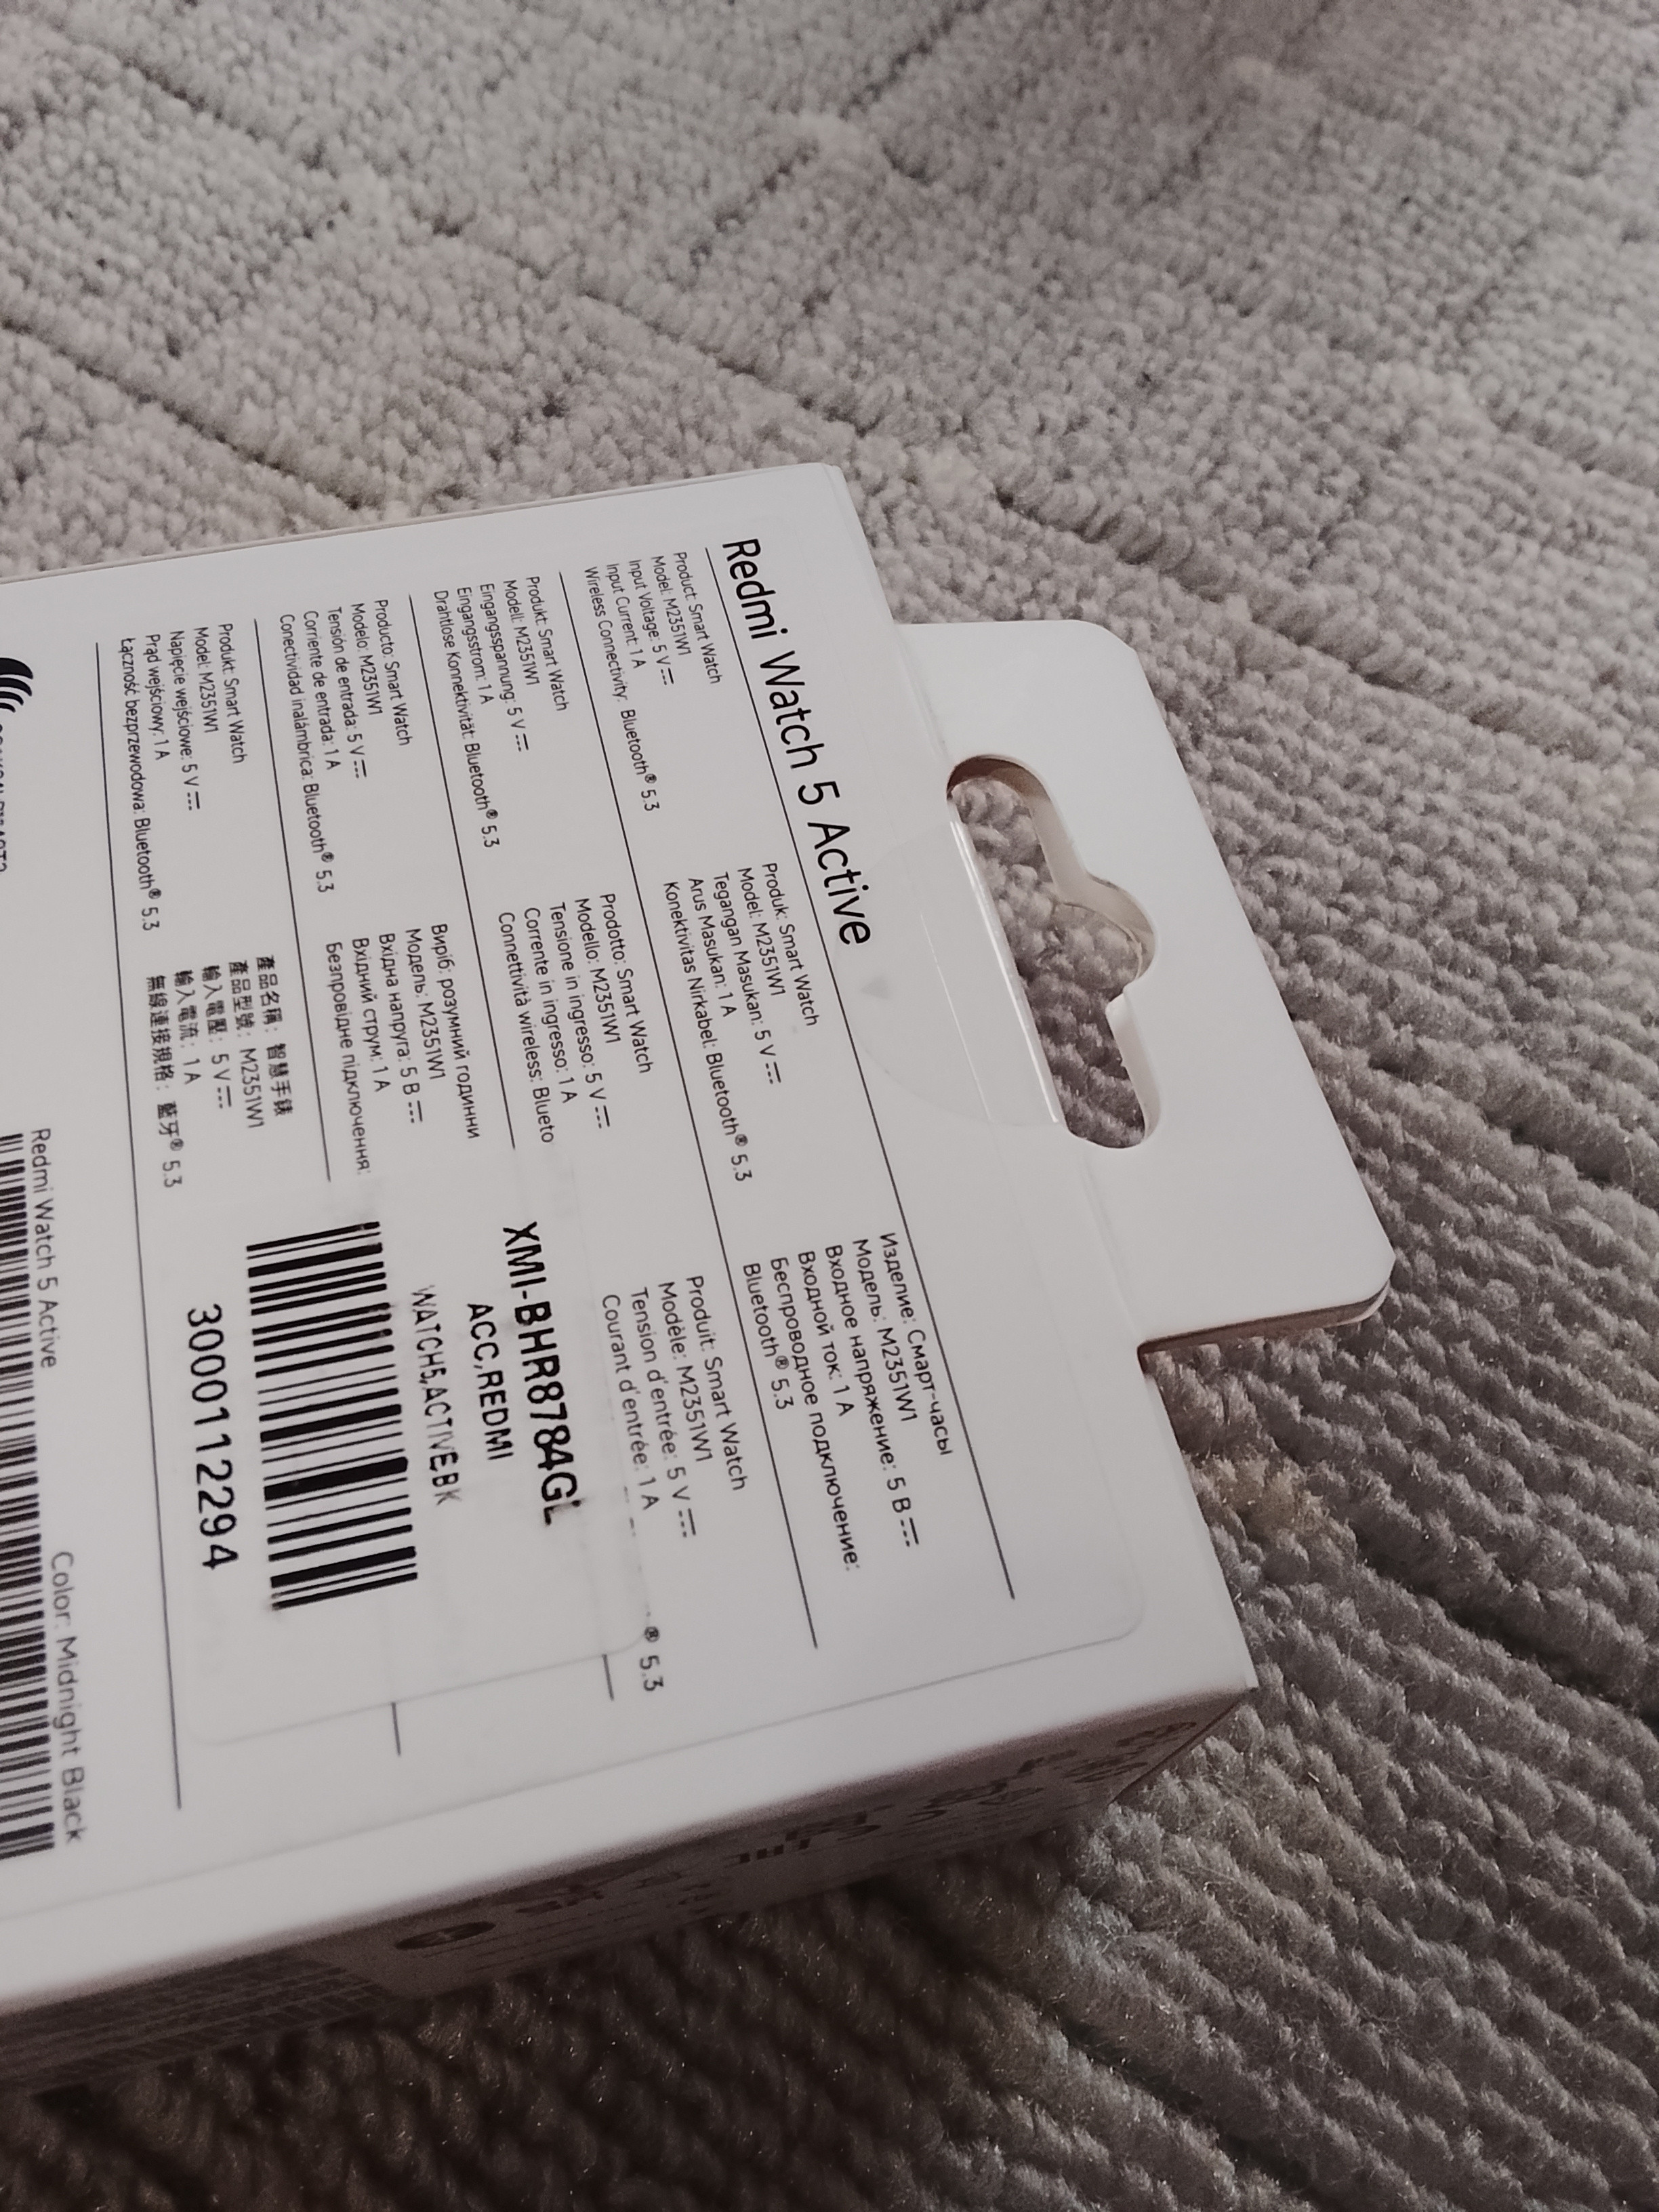 Redmi Watch 5 Active
Product: Smart Watch
Model: M2351W1
Input Voltage: 5 V⎓
Input Current: 1 A
Wireless Connectivity: Bluetooth® 5.3
Produk: Smart Watch
Model: M2351W1
Tegangan Masukan: 5 V⎓
Arus Masukan: 1 A
Konektivitas Nirkabel: Bluetooth® 5.3
Изделие: Смарт-часы
Модель: M2351W1
Входное напряжение: 5 В⎓
Входной ток: 1 А
Беспроводное подключение:
Bluetooth® 5.3
Produkt: Smart Watch
Modell: M2351W1
Eingangsspannung: 5 V⎓
Eingangsstrom: 1 A
Drahtlose Konnektivität: Bluetooth® 5.3
Prodotto: Smart Watch
Modello: M2351W1
Tensione in ingresso: 5 V⎓
Corrente in ingresso: 1 A
Connettività wireless: Blueto
Produit: Smart Watch
Modèle: M2351W1
Tension d'entrée: 5 V⎓
Courant d'entrée: 1 A
® 5.3
Producto: Smart Watch
Modelo: M2351W1
Tensión de entrada: 5 V⎓
Corriente de entrada: 1 A
Conectividad inalámbrica: Bluetooth® 5.3
Виріб: розумний годинни
Модель: M2351W1
Вхідна напруга: 5 В⎓
Вхідний струм: 1 А
Безпровідне підключення:
XMI-BHR8784GL
ACC,REDMI
WATCH5,ACTIVE,BK
300011122294
Produkt: Smart Watch
Model: M2351W1
Napięcie wejściowe: 5 V⎓
Prąd wejściowy: 1 A
Łączność bezprzewodowa: Bluetooth® 5.3
產品名稱：智慧手錶
產品型號：M2351W1
輸入電壓：5 V⎓
輸入電流：1 A
無線連接規格：藍牙® 5.3
Redmi Watch 5 Active
Color: Midnight Black